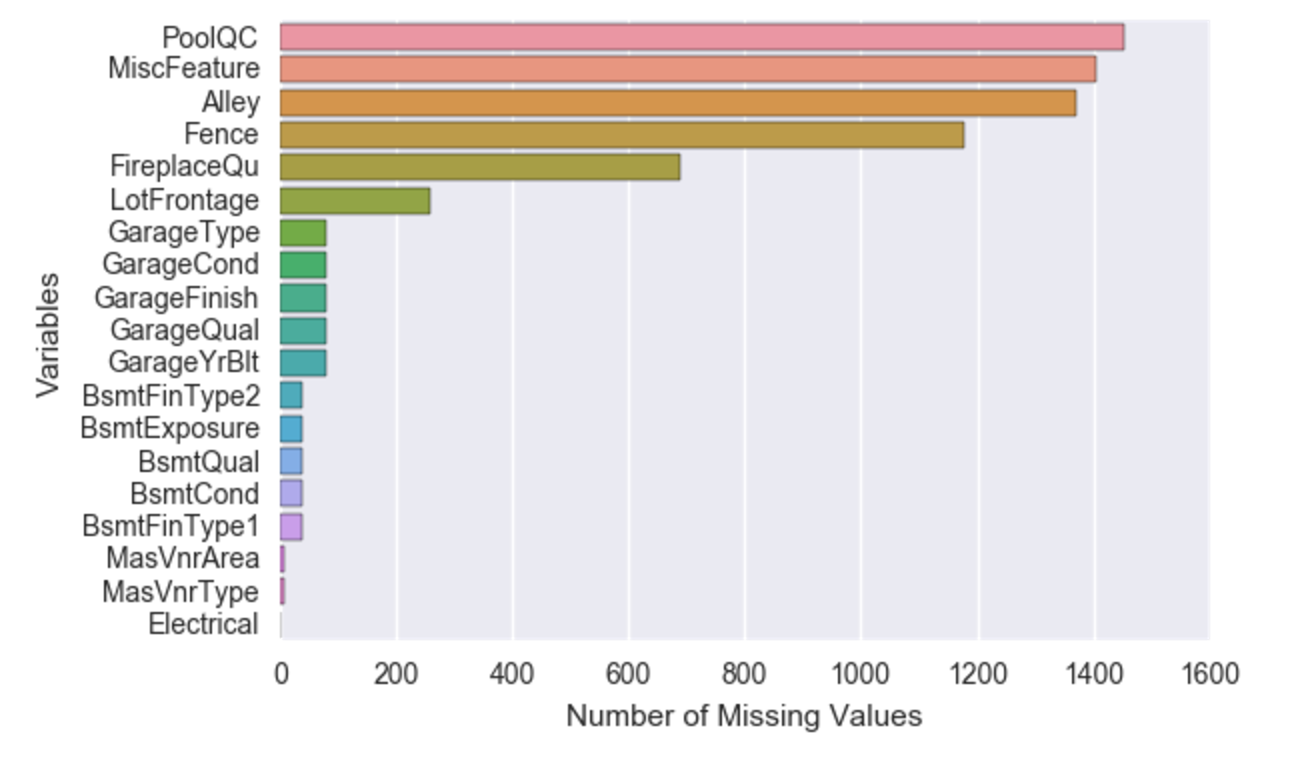 PoolQC
MiscFeature
Alley
Fence
FireplaceQu
LotFrontage
GarageType
GarageCond
GarageFinish
GarageQual
GarageYrBlt
BsmtFinType2
BsmtExposure
BsmtQual
BsmtCond
BsmtFinType1
MasVnrArea
MasVnrType
Electrical
Variables
0 200 400 600 800 1000 1200 1400 1600
Number of Missing Values